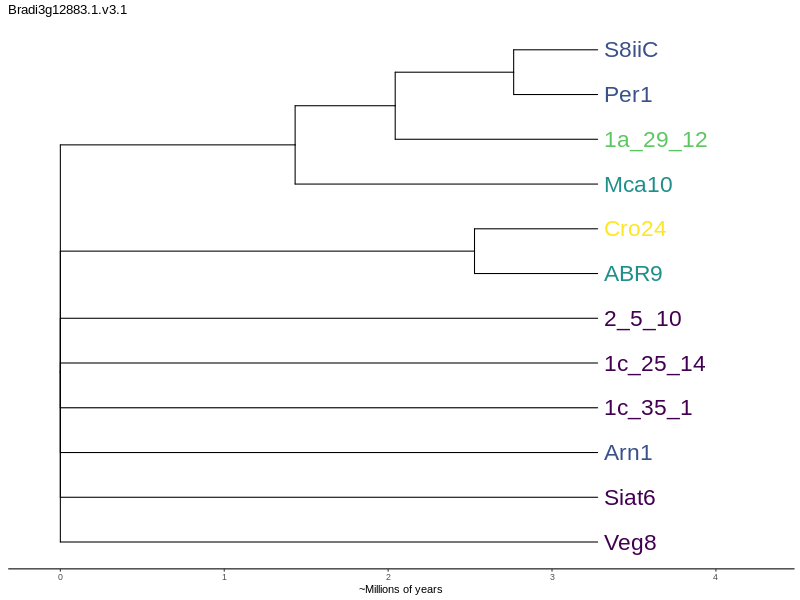 Bradi3g12883.1.v3.1
S8iiC
Per1
1a_29_12
Mca10
Cro24
ABR9
2_5_10
1c_25_14
1c_35_1
Arn1
Siat6
Veg8
0 1 2 3 4
~Millions of years